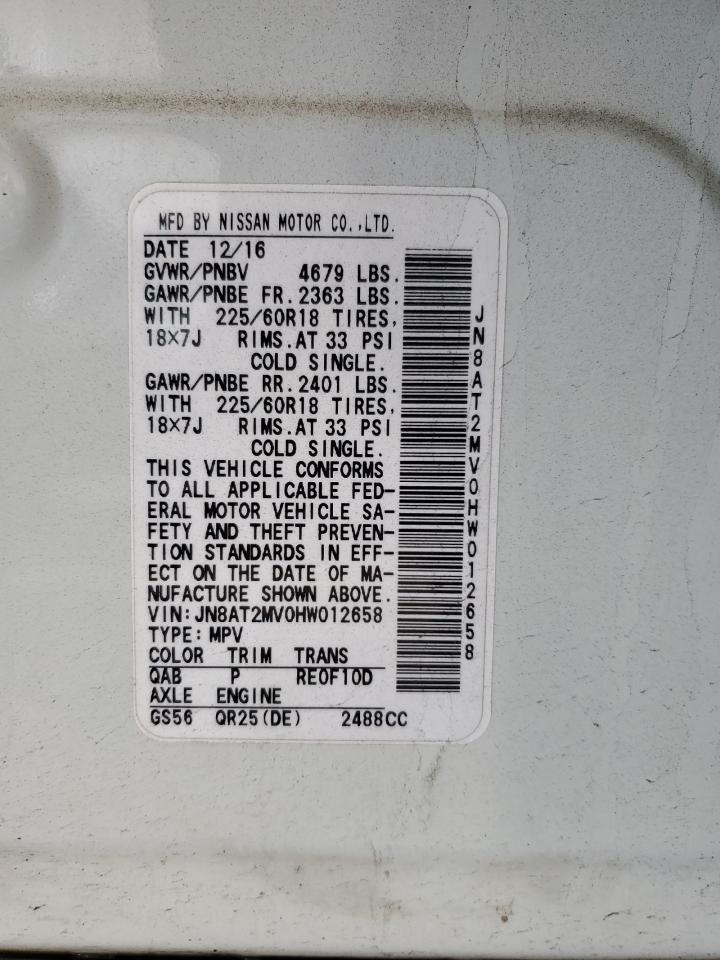 MFD BY NISSAN MOTOR CO.,LTD.
DATE 12/16
GVWR/PNBV 4679 LBS.
GAWR/PNBE FR. 2363 LBS.
WITH 225/60R18 TIRES,
18×7J RIMS. AT 33 PSI
COLD SINGLE.
GAWR/PNBE RR. 2401 LBS.
WITH 225/60R18 TIRES,
18×7J RIMS. AT 33 PSI
COLD SINGLE.
THIS VEHICLE CONFORMS
TO ALL APPLICABLE FED-
ERAL MOTOR VEHICLE SA-
FETY AND THEFT PREVEN-
TION STANDARDS IN EFF-
ECT ON THE DATE OF MA-
NUFACTURE SHOWN ABOVE.
VIN: JN8AT2MV0HW012658
TYPE: MPV
COLOR TRIM TRANS
QAB P RE0F10D
AXLE ENGINE
GS56 QR25(DE) 2488CC
JN8AT2MV0HW012658